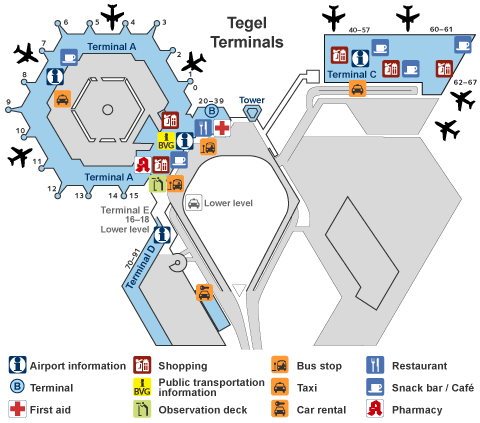 Tegel
Terminals
5
4
6
3
7
2
8
1
9
0
10
11
12
13
14
15
Terminal A
Terminal A
20–39
B
Tower
40–57
60–61
Terminal C
62–67
BVG
Lower level
Terminal E
16–18
Lower level
70–91
Terminal D
Airport information
Shopping
Bus stop
Restaurant
B Terminal
BVG Public transportation
information
Taxi
Snack bar / Café
First aid
Observation deck
Car rental
Pharmacy